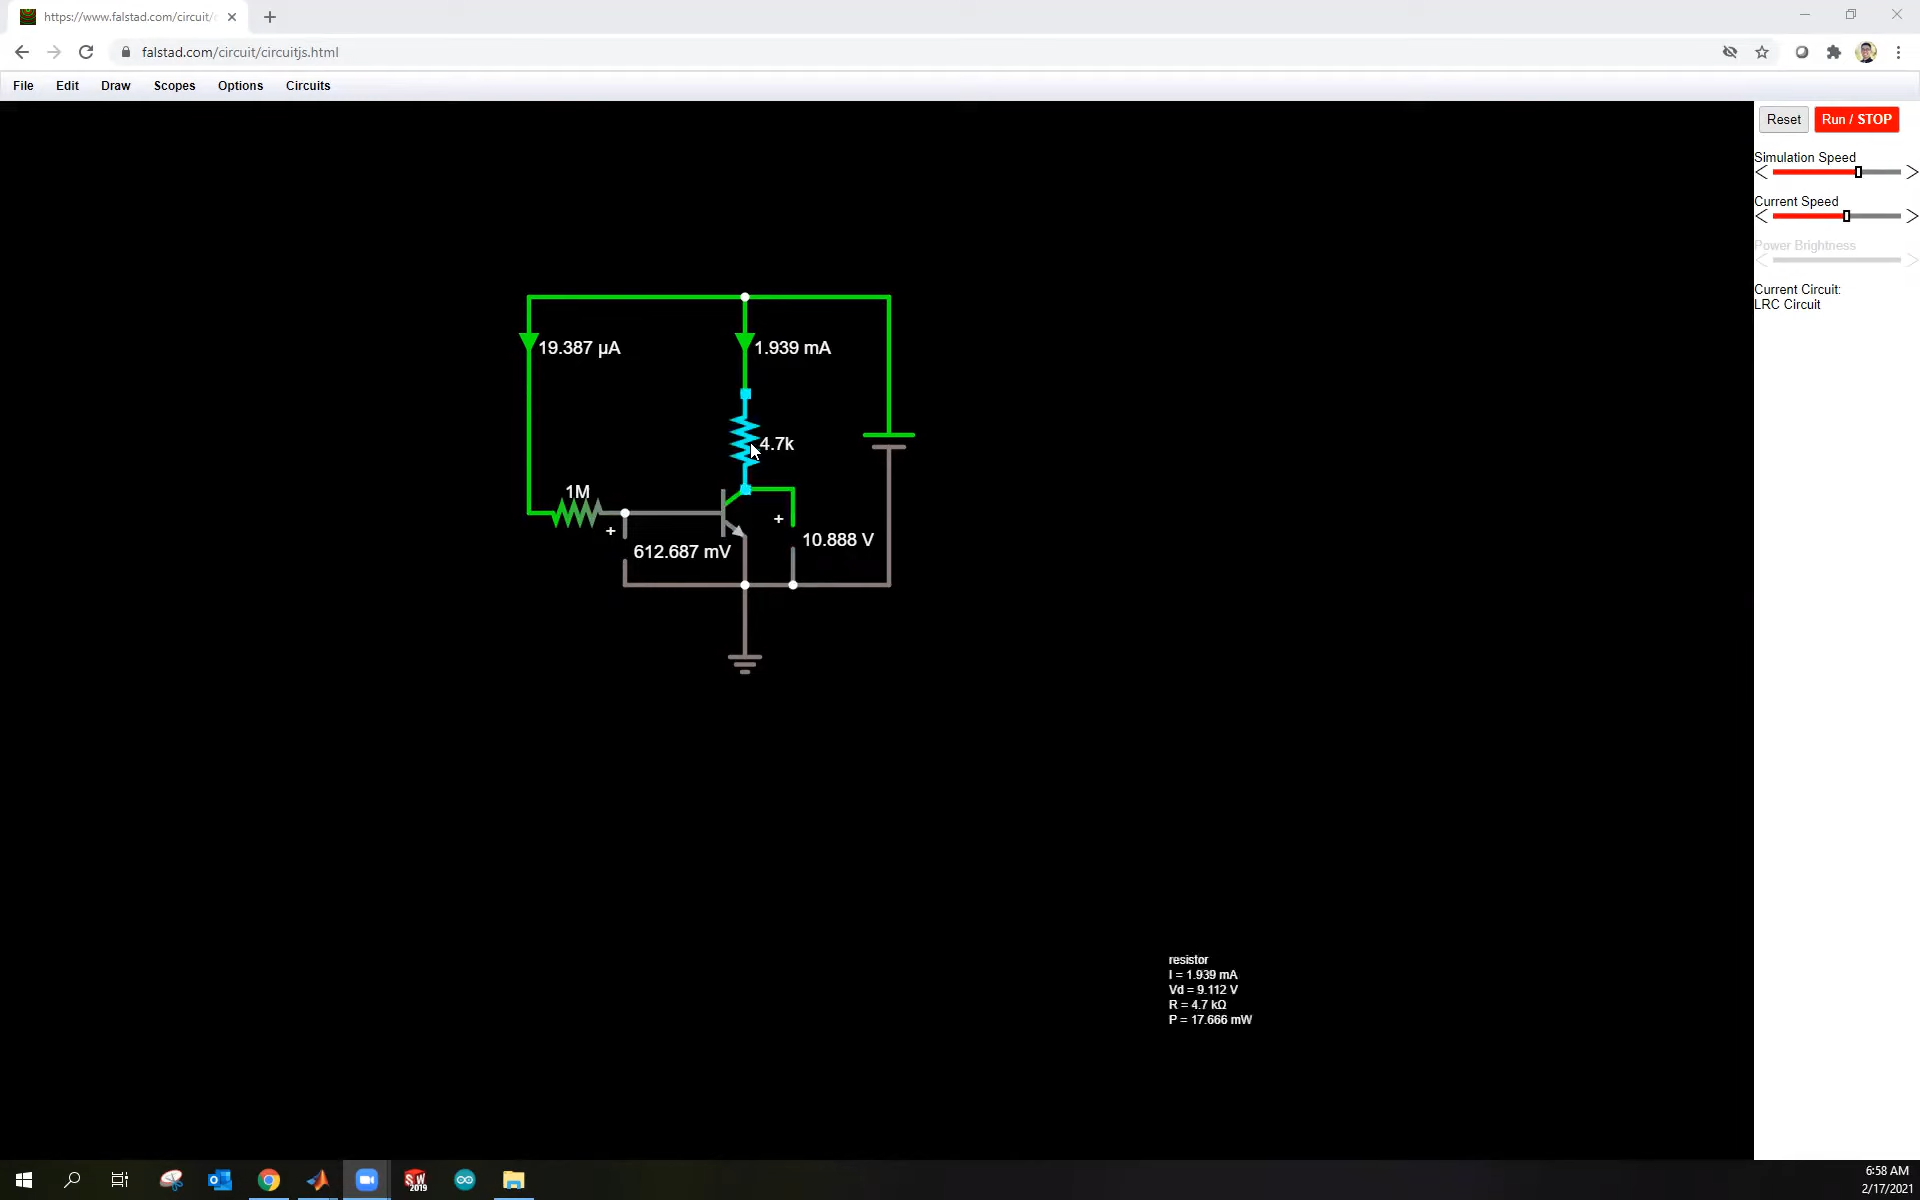 https://www.falstad.com/circuit/
falstad.com/circuit/circuitjs.html
File Edit Draw Scopes Options Circuits
Reset Run / STOP
Simulation Speed
Current Speed
Power Brightness
Current Circuit:
LRC Circuit
19.387 μA
1.939 mA
4.7k
1M
+
+
612.687 mV
10.888 V
resistor
I = 1.939 mA
Vd = 9.112 V
R = 4.7 kΩ
P = 17.666 mW
SW
2019
6:58 AM
2/17/2021